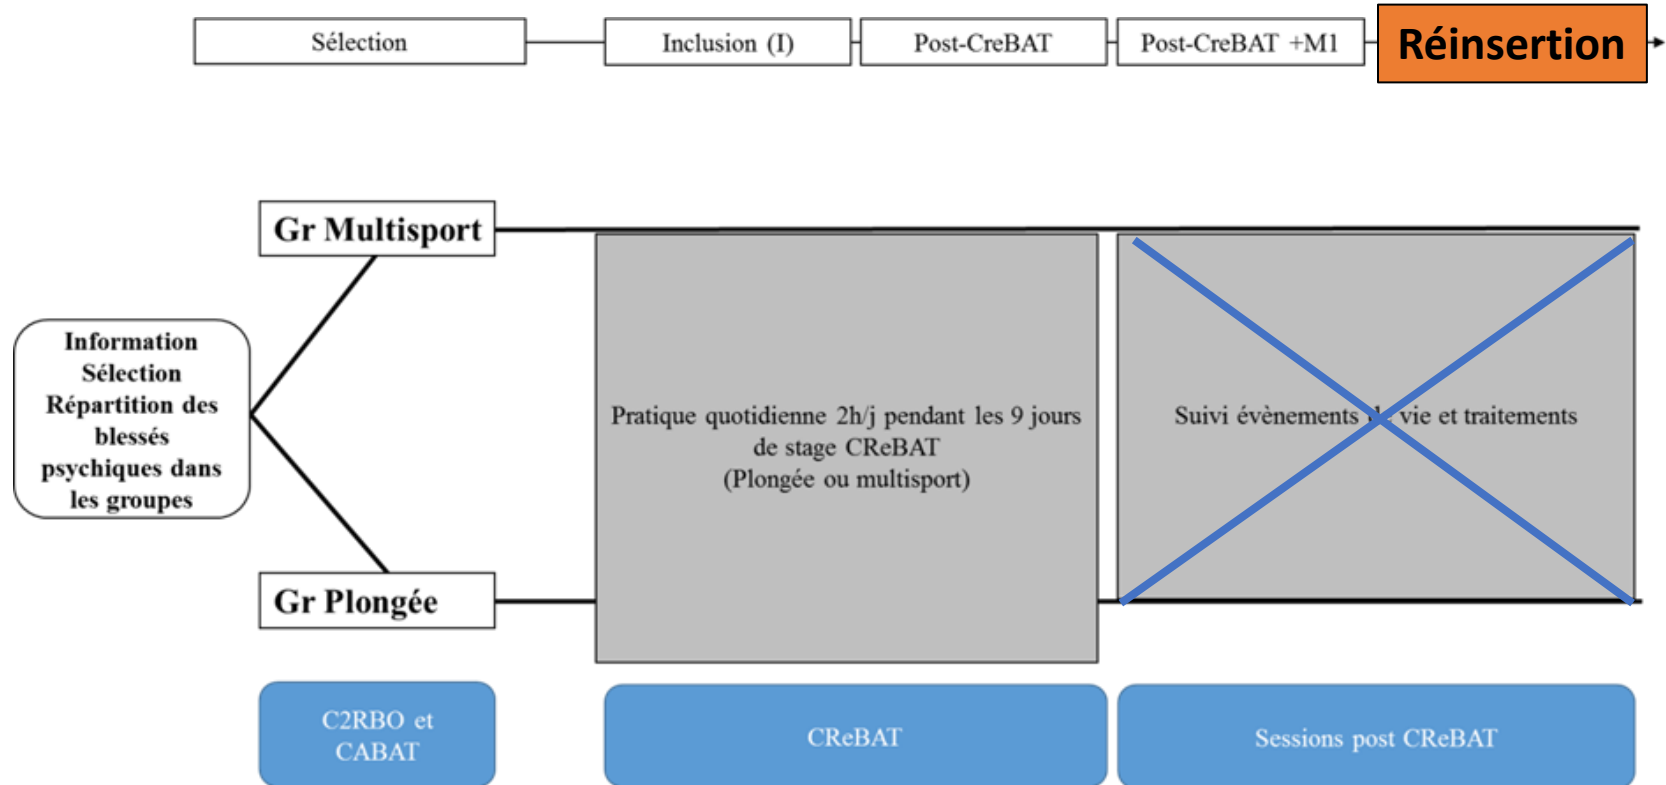 Sélection
Inclusion (I)
Post-CreBAT
Post-CreBAT +M1
Réinsertion
Gr Multisport
Information
Sélection
Répartition des
blessés
psychiques dans
les groupes
Pratique quotidienne 2h/j pendant les 9 jours
de stage CReBAT
(Plongée ou multisport)
Suivi évènements de vie et traitements
Gr Plongée
C2RBO et
CABAT
CReBAT
Sessions post CReBAT